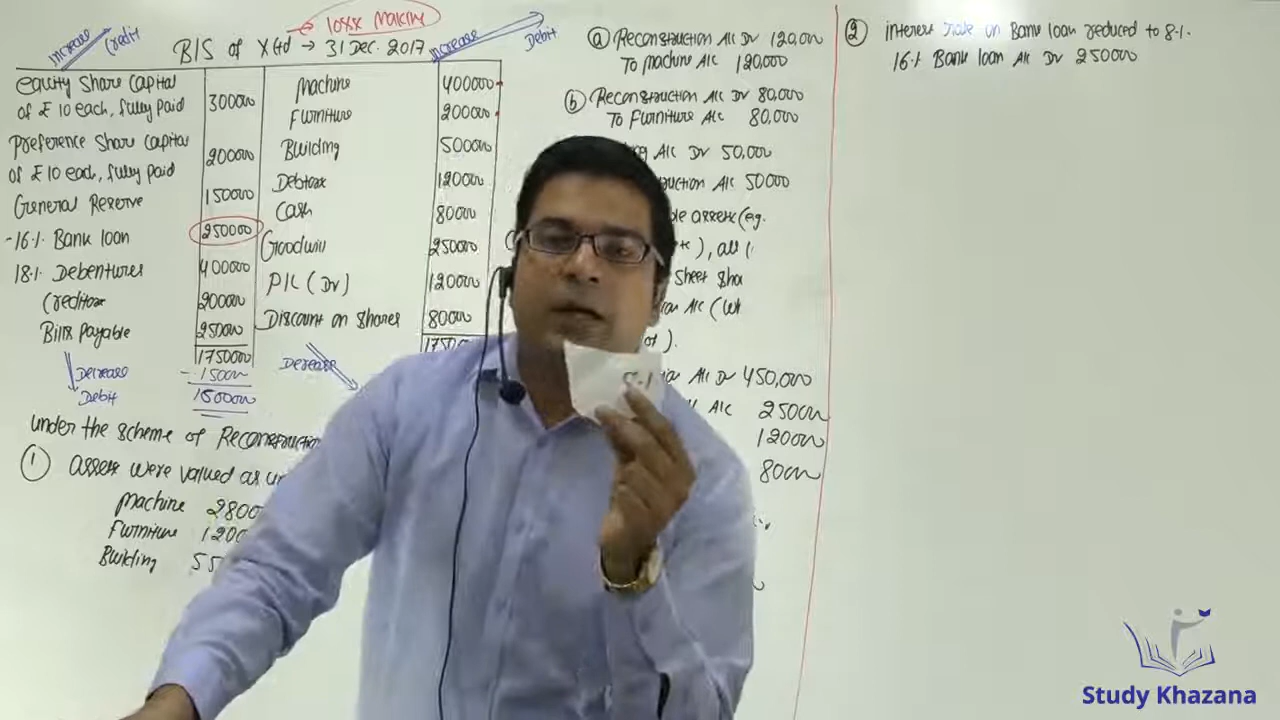 Loss Making
Increase
Credit
B/S of X Ltd → 31 Dec. 2017
Increase
Debit
equity Share Capital
of ₹ 10 each, fully paid 300000
Preference Share Capital
of ₹ 10 each, fully paid 200000
General Reserve 150000
16% Bank loan 250000
18% Debentures 400000
Creditors 200000
Bills Payable 250000
1750000
1500000
Decrease
Debit
Machine 400000
Furniture 200000
Building 500000
Debtors 120000
Cash 80000
Goodwill 250000
P/L (Dr) 120000
Discount on Shares 80000
Decrease
under the scheme of Reconstruction
① Assets were valued as
Machine 2800
Furniture 1200
Building 55
ⓐ Reconstruction A/c Dr 120,000
To Machine A/c 120,000
ⓑ Reconstruction A/c Dr 80,000
To Furniture A/c 80,000
A/c Dr 50,000
A/c 50000
assets (eg.
), all
Sheet
A/c
A/c Dr 450,000
A/c 250000
120000
80000
② interest rate on Bank loan reduced to 8%
16% Bank loan A/c Dr 250000
Study Khazana